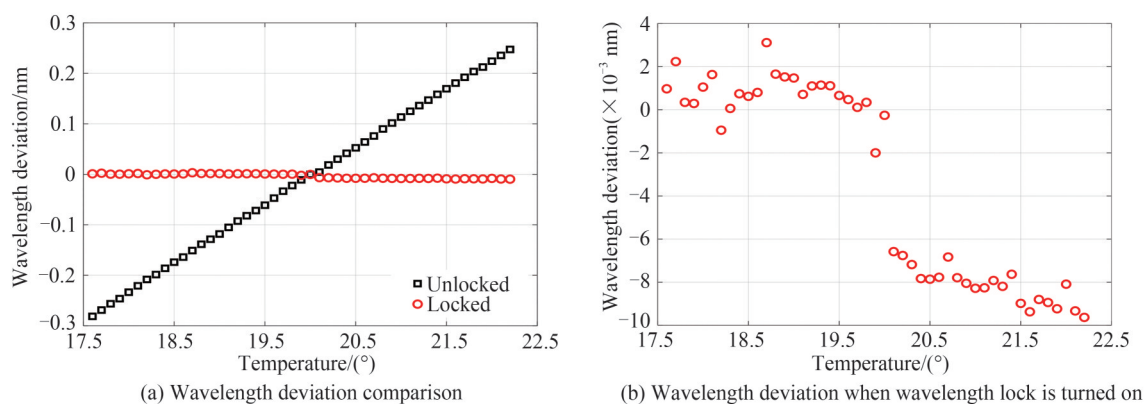 0.3
0.2
0.1
0
−0.1
−0.2
−0.3
Wavelength deviation/nm
Unlocked
Locked
17.5 18.5 19.5 20.5 21.5 22.5
Temperature/(°)
(a) Wavelength deviation comparison
4
2
0
−2
−4
−6
−8
−10
Wavelength deviation(×10⁻³ nm)
17.5 18.5 19.5 20.5 21.5 22.5
Temperature/(°)
(b) Wavelength deviation when wavelength lock is turned on